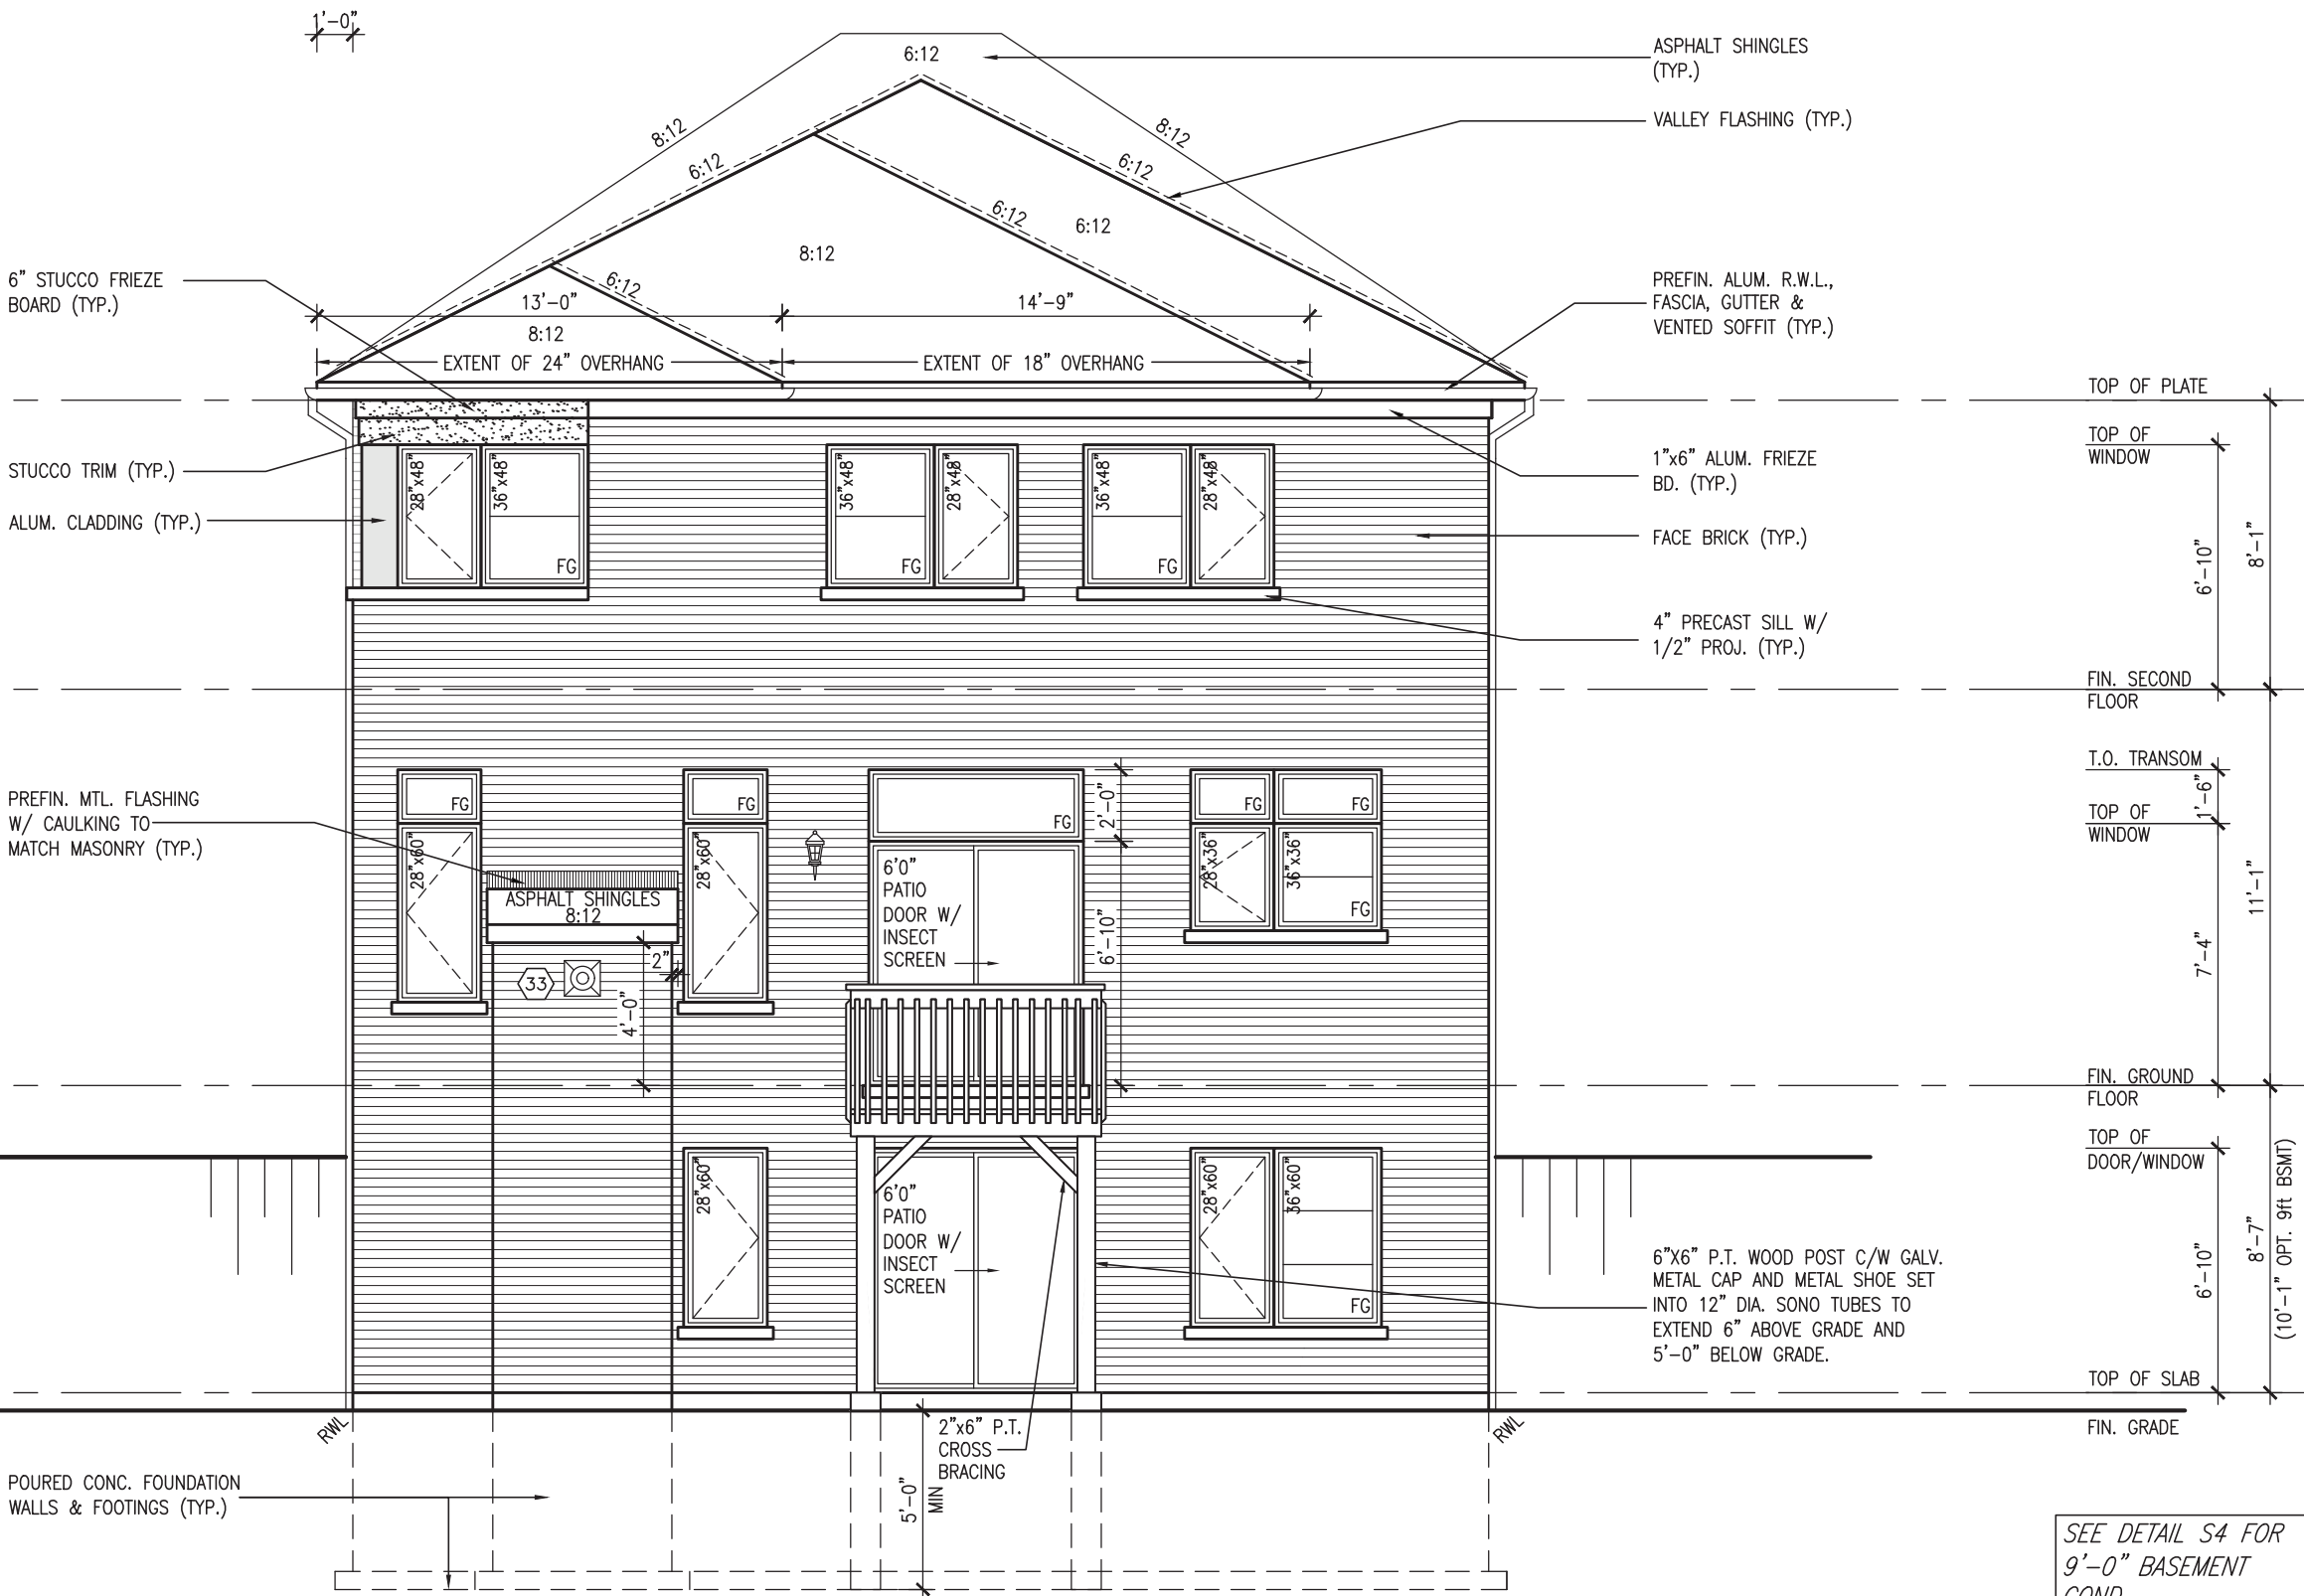 1'-0"
6:12
ASPHALT SHINGLES
(TYP.)
VALLEY FLASHING (TYP.)
8:12
8:12
6:12
6:12
6:12
6:12
8:12
6" STUCCO FRIEZE
BOARD (TYP.)
6:12
13'-0"
14'-9"
8:12
EXTENT OF 24" OVERHANG
EXTENT OF 18" OVERHANG
PREFIN. ALUM. R.W.L.,
FASCIA, GUTTER &
VENTED SOFFIT (TYP.)
TOP OF PLATE
TOP OF
WINDOW
STUCCO TRIM (TYP.)
ALUM. CLADDING (TYP.)
28"x48"
36"x48"
FG
36"x48"
FG
28"x48"
36"x48"
FG
28"x48"
1"x6" ALUM. FRIEZE
BD. (TYP.)
FACE BRICK (TYP.)
4" PRECAST SILL W/
1/2" PROJ. (TYP.)
6'-10"
8'-1"
FIN. SECOND
FLOOR
T.O. TRANSOM
1'-6"
TOP OF
WINDOW
PREFIN. MTL. FLASHING
W/ CAULKING TO
MATCH MASONRY (TYP.)
FG
28"x60"
ASPHALT SHINGLES
8:12
FG
28"x60"
FG
2'-0"
6'0"
PATIO
DOOR W/
INSECT
SCREEN
6'-10"
FG
FG
28"x36"
36"x36"
FG
33
2"
4'-0"
11'-1"
7'-4"
FIN. GROUND
FLOOR
TOP OF
DOOR/WINDOW
28"x60"
6'0"
PATIO
DOOR W/
INSECT
SCREEN
28"x60"
36"x60"
FG
6"X6" P.T. WOOD POST C/W GALV.
METAL CAP AND METAL SHOE SET
INTO 12" DIA. SONO TUBES TO
EXTEND 6" ABOVE GRADE AND
5'-0" BELOW GRADE.
6'-10"
8'-7"
(10'-1" OPT. 9ft BSMT)
TOP OF SLAB
FIN. GRADE
RWL
RWL
2"x6" P.T.
CROSS
BRACING
5'-0"
MIN
POURED CONC. FOUNDATION
WALLS & FOOTINGS (TYP.)
SEE DETAIL S4 FOR
9'-0" BASEMENT
COND.